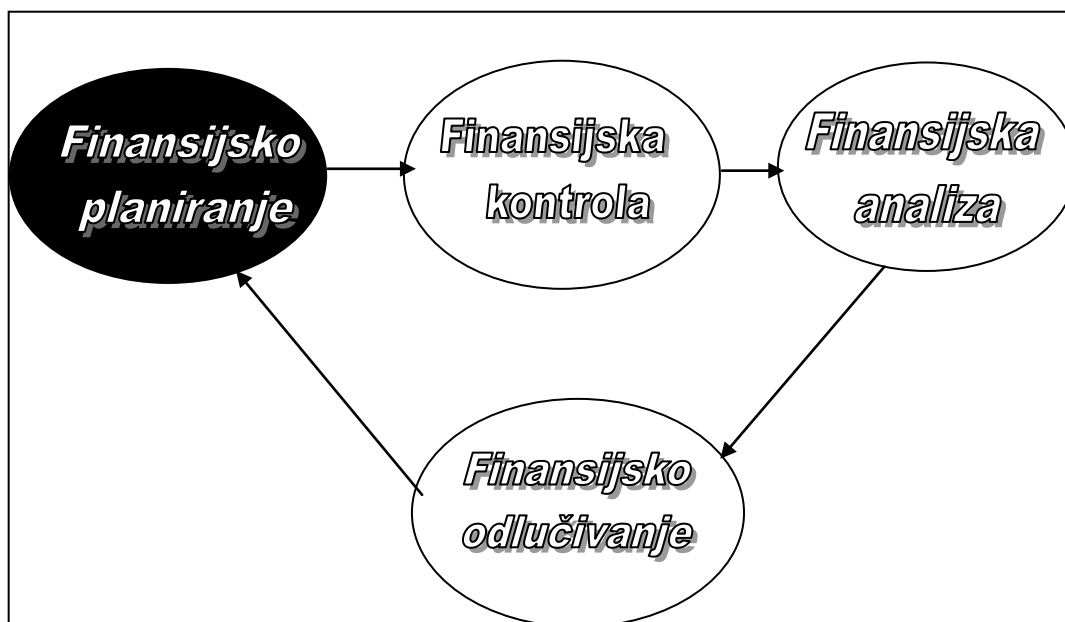 Finansijsko
planiranje
Finansijska
kontrola
Finansijska
analiza
Finansijsko
odlučivanje